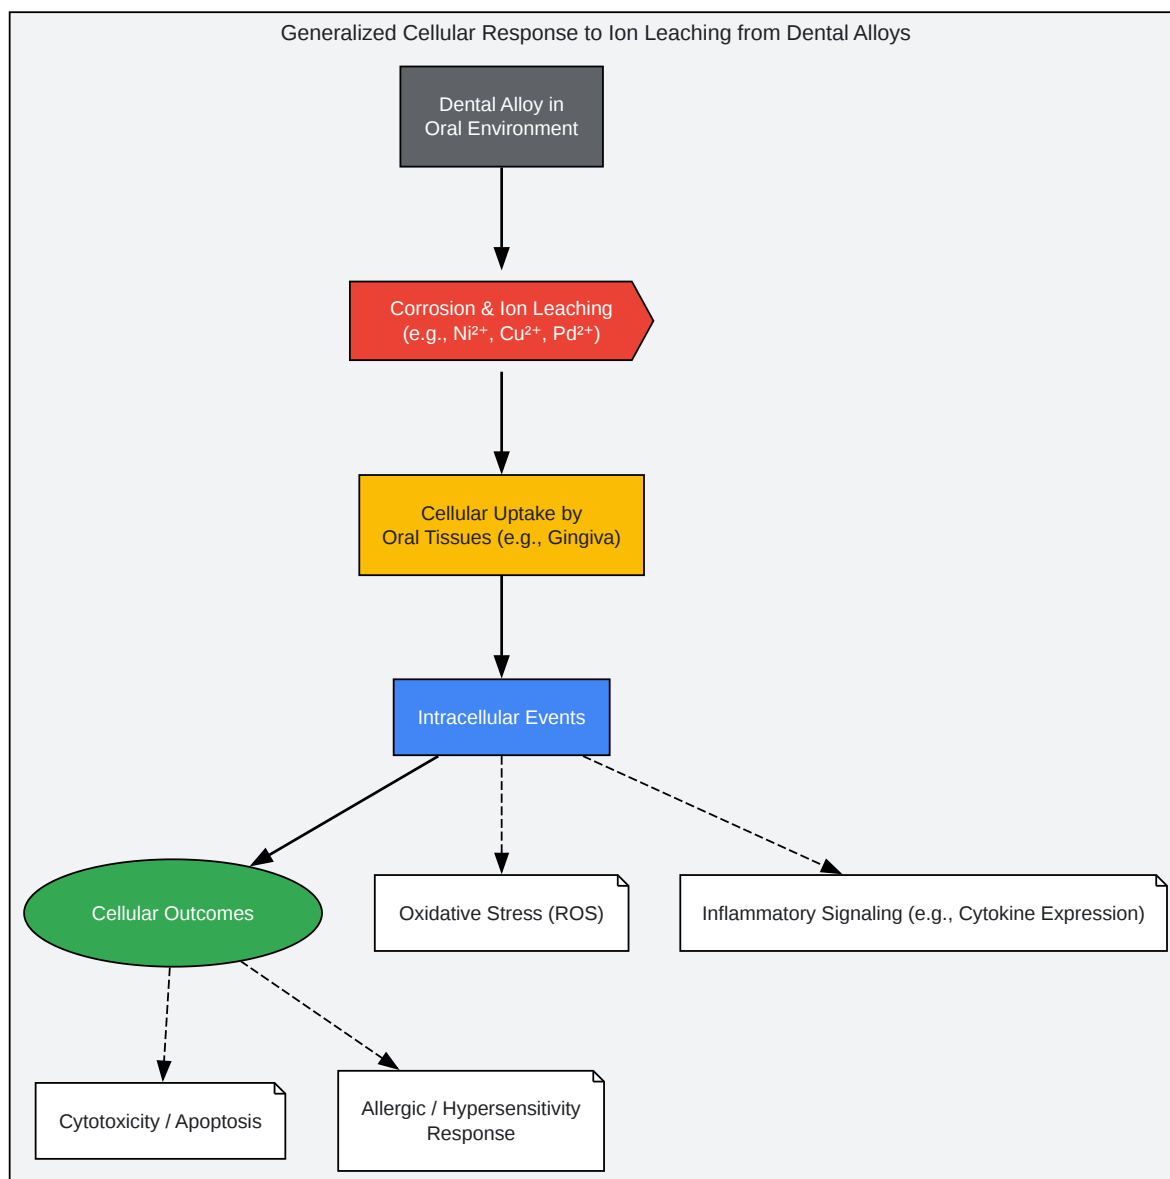 Generalized Cellular Response to Ion Leaching from Dental Alloys
Dental Alloy in
Oral Environment
Corrosion & Ion Leaching
(e.g., Ni²⁺, Cu²⁺, Pd²⁺)
Cellular Uptake by
Oral Tissues (e.g., Gingiva)
Intracellular Events
Cellular Outcomes
Oxidative Stress (ROS)
Inflammatory Signaling (e.g., Cytokine Expression)
Cytotoxicity / Apoptosis
Allergic / Hypersensitivity
Response